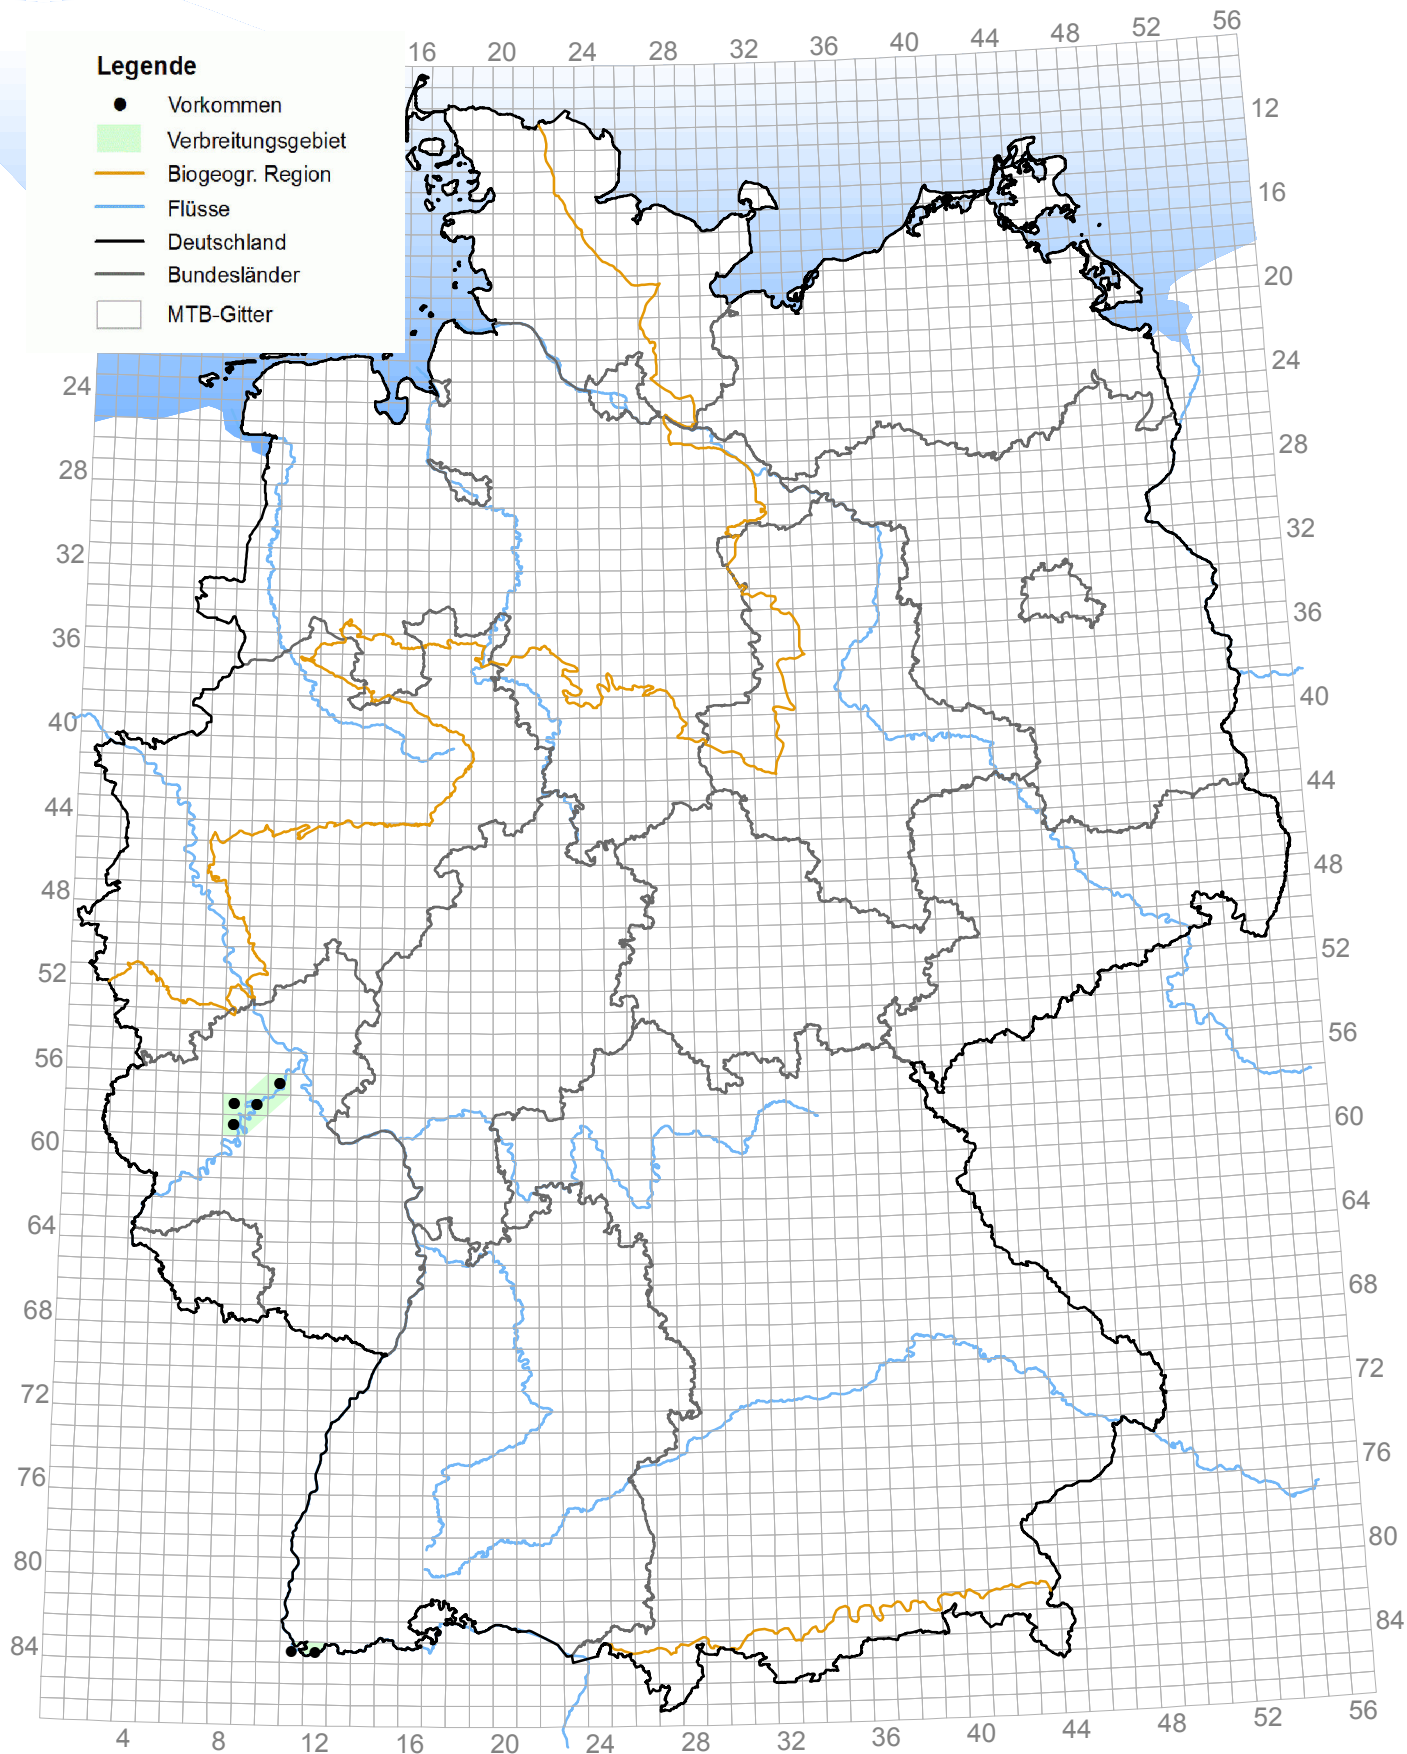 16 20 24 28 32 36 40 44 48 52 56
Legende
Vorkommen
Verbreitungsgebiet
Biogeogr. Region
Flüsse
Deutschland
Bundesländer
MTB-Gitter
12
16
20
24 24
28 28
32 32
36 36
40 40
44 44
48 48
52 52
56 56
60 60
64 64
68 68
72 72
76 76
80 80
84 84
4 8 12 16 20 24 28 32 36 40 44 48 52 56